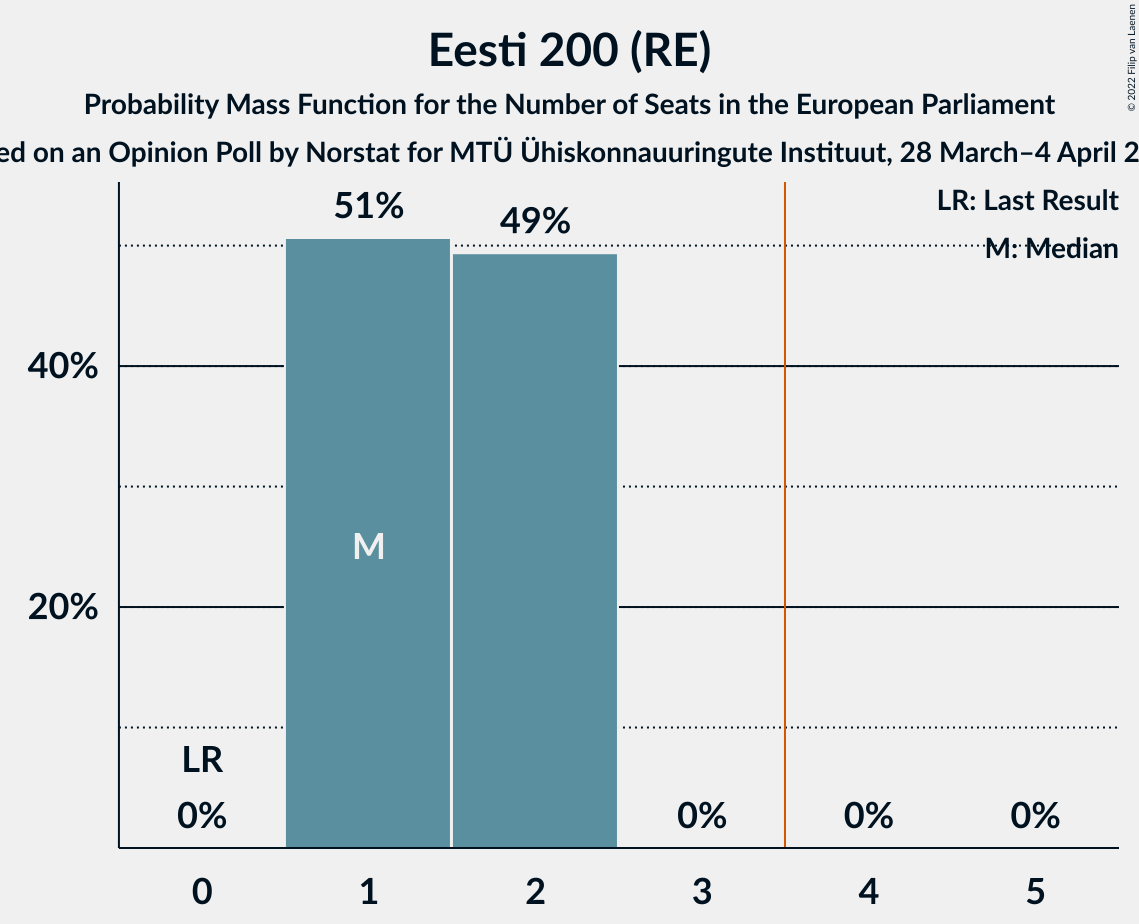 Eesti 200 (RE)
Probability Mass Function for the Number of Seats in the European Parliament
ed on an Opinion Poll by Norstat for MTÜ Ühiskonnauuringute Instituut, 28 March–4 April 2
© 2022 Filip van Laenen
LR: Last Result
M: Median
51%
49%
40%
20%
M
LR
0%
0%
0%
0%
0
1
2
3
4
5